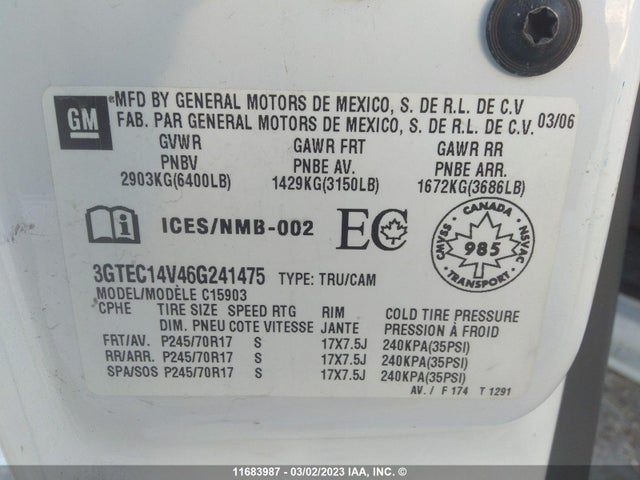 GM
MFD BY GENERAL MOTORS DE MEXICO, S. DE R.L. DE C.V
FAB. PAR GENERAL MOTORS DE MEXICO, S. DE R.L. DE C.V. 03/06
GVWR GAWR FRT GAWR RR
PNBV PNBE AV. PNBE ARR.
2903KG(6400LB) 1429KG(3150LB) 1672KG(3686LB)
i ICES/NMB-002 EC
CANADA
CMVSS 985 NSVAC
TRANSPORT
3GTEC14V46G241475 TYPE: TRU/CAM
MODEL/MODÈLE C15903
CPHE TIRE SIZE SPEED RTG RIM COLD TIRE PRESSURE
DIM. PNEU COTE VITESSE JANTE PRESSION À FROID
FRT/AV. P245/70R17 S 17X7.5J 240KPA(35PSI)
RR/ARR. P245/70R17 S 17X7.5J 240KPA(35PSI)
SPA/SOS P245/70R17 S 17X7.5J 240KPA(35PSI)
AV. / F 174 T 1291
11683987 - 03/02/2023 IAA, Inc. ©